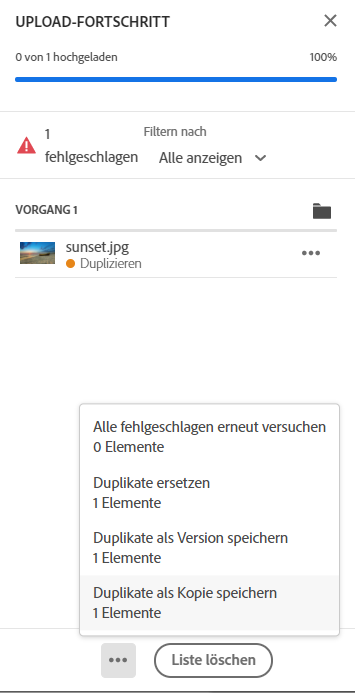 UPLOAD-FORTSCHRITT
0 von 1 hochgeladen 100%
1
fehlgeschlagen
Filtern nach
Alle anzeigen
VORGANG 1
sunset.jpg
Duplizieren
Alle fehlgeschlagen erneut versuchen
0 Elemente
Duplikate ersetzen
1 Elemente
Duplikate als Version speichern
1 Elemente
Duplikate als Kopie speichern
1 Elemente
Liste löschen